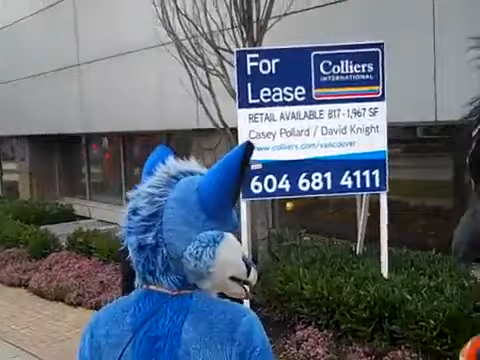 For
Lease
Colliers
INTERNATIONAL
RETAIL AVAILABLE 817-1,967 SF
Casey Pollard / David Knight
www.colliers.com/vancouver
604 681 4111